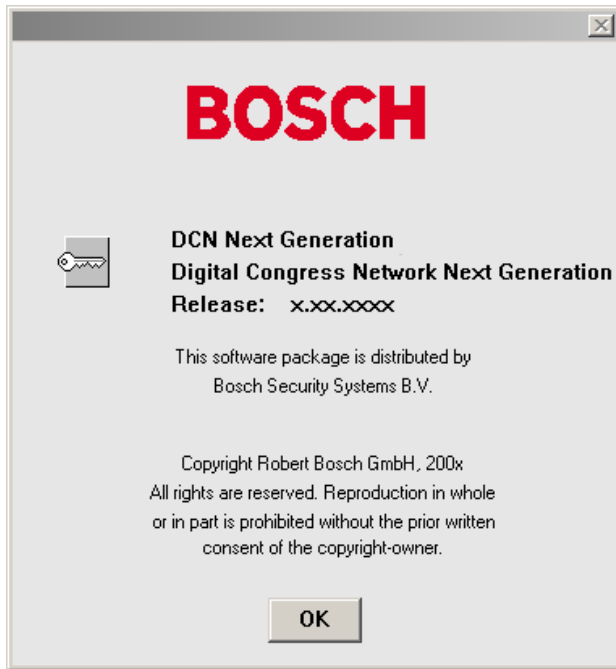 BOSCH
DCN Next Generation
Digital Congress Network Next Generation
Release: x.xx.xxxx
This software package is distributed by
Bosch Security Systems B.V.
Copyright Robert Bosch GmbH, 200x
All rights are reserved. Reproduction in whole
or in part is prohibited without the prior written
consent of the copyright-owner.
OK